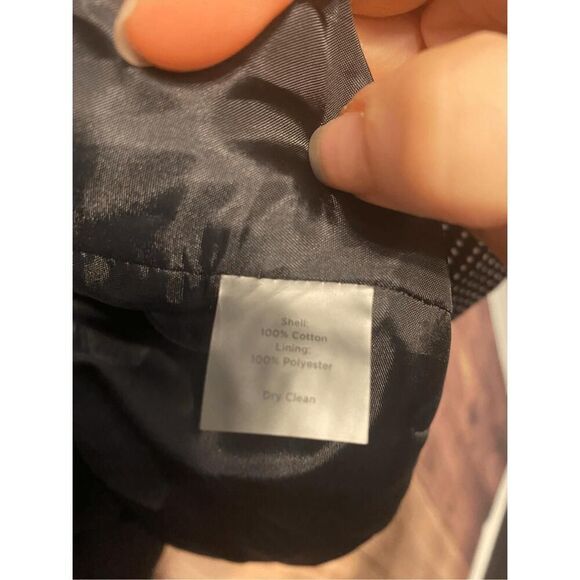 Shell:
100% Cotton
Lining:
100% Polyester
Dry Clean